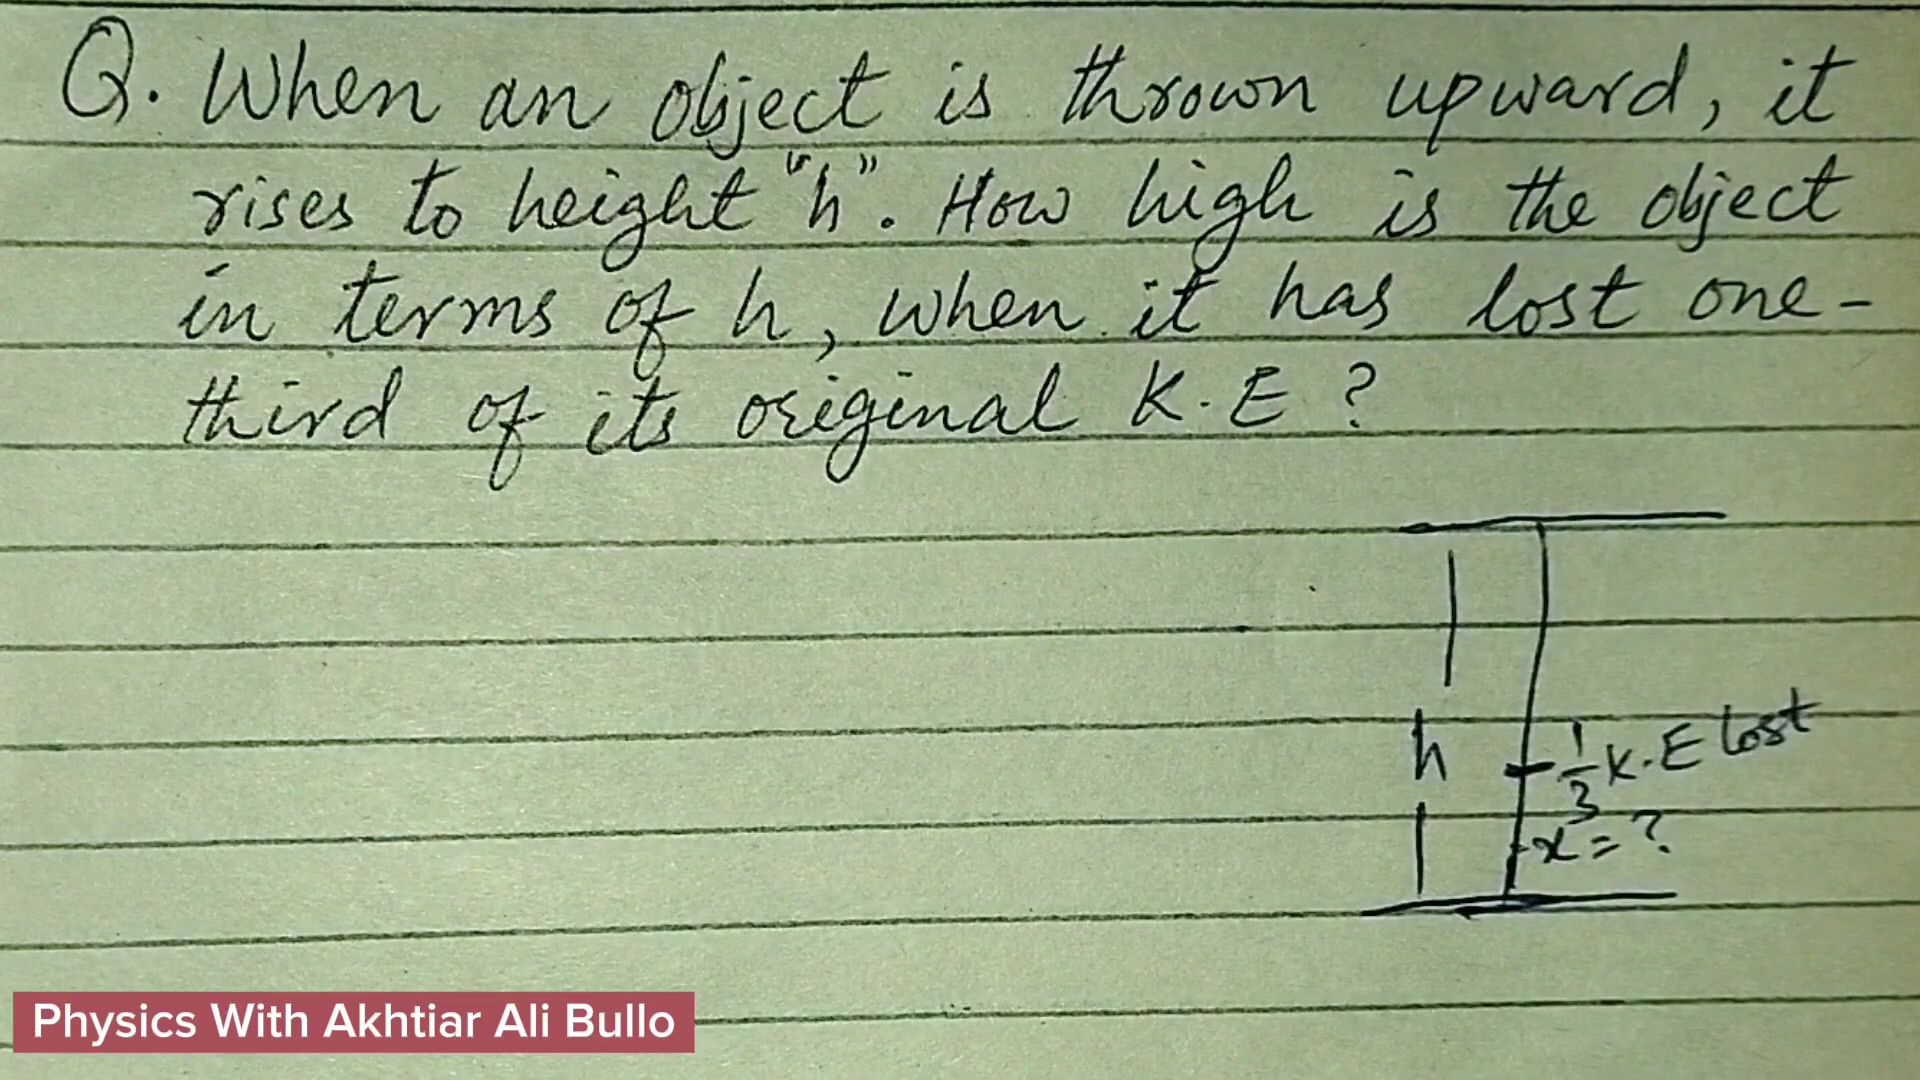 Q. When an object is thrown upward, it
rises to height "h". How high is the object
in terms of h, when it has lost one-
third of its original K.E ?
h
1/3 K.E lost
x = ?
Physics With Akhtiar Ali Bullo